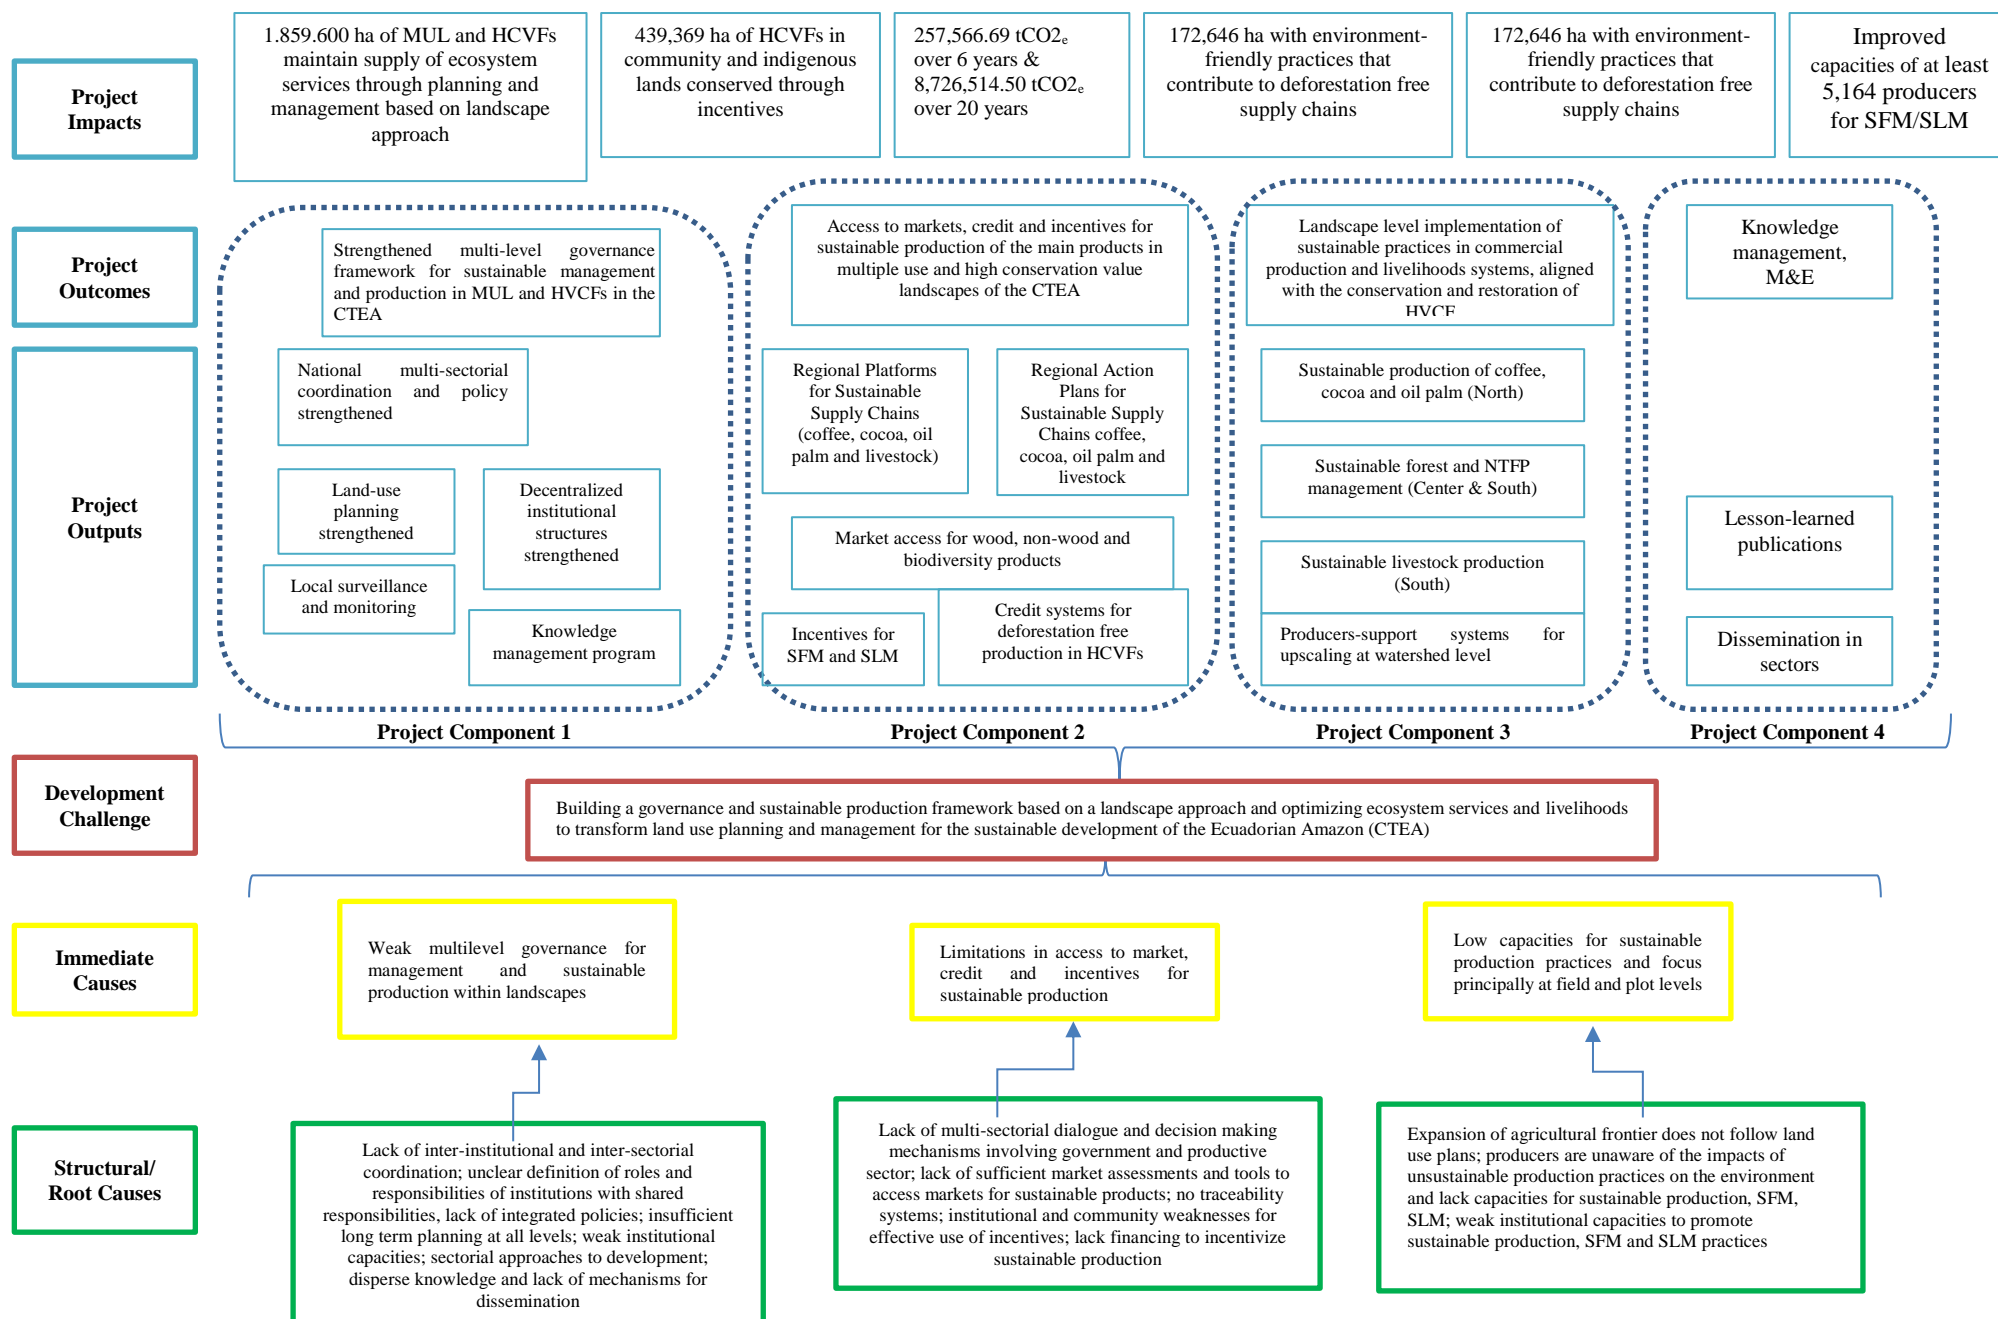 Project
Impacts
1.859.600 ha of MUL and HCVFs
maintain supply of ecosystem
services through planning and
management based on landscape
approach
439,369 ha of HCVFs in
community and indigenous
lands conserved through
incentives
257,566.69 tCO2e
over 6 years &
8,726,514.50 tCO2e
over 20 years
172,646 ha with environment-
friendly practices that
contribute to deforestation free
supply chains
172,646 ha with environment-
friendly practices that
contribute to deforestation free
supply chains
Improved
capacities of at least
5,164 producers
for SFM/SLM
Project
Outcomes
Strengthened multi-level governance
framework for sustainable management
and production in MUL and HVCFs in the
CTEA
Access to markets, credit and incentives for
sustainable production of the main products in
multiple use and high conservation value
landscapes of the CTEA
Landscape level implementation of
sustainable practices in commercial
production and livelihoods systems, aligned
with the conservation and restoration of
HVCF
Knowledge
management,
M&E
Project
Outputs
National multi-sectorial
coordination and policy
strengthened
Land-use
planning
strengthened
Decentralized
institutional
structures
strengthened
Local surveillance
and monitoring
Knowledge
management program
Regional Platforms
for Sustainable
Supply Chains
(coffee, cocoa, oil
palm and livestock)
Regional Action
Plans for
Sustainable Supply
Chains coffee,
cocoa, oil palm and
livestock
Market access for wood, non-wood and
biodiversity products
Incentives for
SFM and SLM
Credit systems for
deforestation free
production in HCVFs
Sustainable production of coffee,
cocoa and oil palm (North)
Sustainable forest and NTFP
management (Center & South)
Sustainable livestock production
(South)
Producers-support systems for
upscaling at watershed level
Lesson-learned
publications
Dissemination in
sectors
Project Component 1
Project Component 2
Project Component 3
Project Component 4
Development
Challenge
Building a governance and sustainable production framework based on a landscape approach and optimizing ecosystem services and livelihoods
to transform land use planning and management for the sustainable development of the Ecuadorian Amazon (CTEA)
Immediate
Causes
Weak multilevel governance for
management and sustainable
production within landscapes
Limitations in access to market,
credit and incentives for
sustainable production
Low capacities for sustainable
production practices and focus
principally at field and plot levels
Structural/
Root Causes
Lack of inter-institutional and inter-sectorial
coordination; unclear definition of roles and
responsibilities of institutions with shared
responsibilities, lack of integrated policies; insufficient
long term planning at all levels; weak institutional
capacities; sectorial approaches to development;
disperse knowledge and lack of mechanisms for
dissemination
Lack of multi-sectorial dialogue and decision making
mechanisms involving government and productive
sector; lack of sufficient market assessments and tools to
access markets for sustainable products; no traceability
systems; institutional and community weaknesses for
effective use of incentives; lack financing to incentivize
sustainable production
Expansion of agricultural frontier does not follow land
use plans; producers are unaware of the impacts of
unsustainable production practices on the environment
and lack capacities for sustainable production, SFM,
SLM; weak institutional capacities to promote
sustainable production, SFM and SLM practices